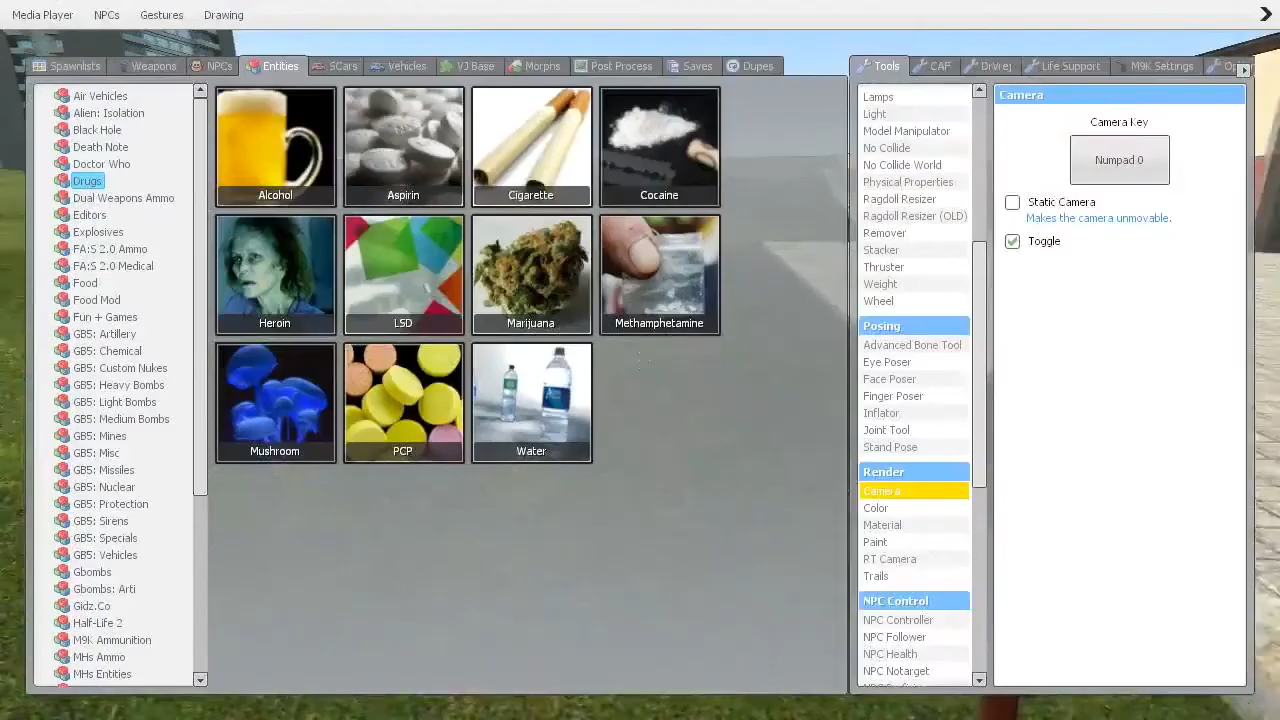 Media Player NPCs Gestures Drawing
Spawnlists Weapons NPCs Entities SCars Vehicles VJ Base Morphs Post Process Saves Dupes
Air Vehicles
Alien: Isolation
Black Hole
Death Note
Doctor Who
Drugs
Dual Weapons Ammo
Editors
Explosives
FA:S 2.0 Ammo
FA:S 2.0 Medical
Food
Food Mod
Fun + Games
GB5: Artillery
GB5: Chemical
GB5: Custom Nukes
GB5: Heavy Bombs
GB5: Light Bombs
GB5: Medium Bombs
GB5: Mines
GB5: Misc
GB5: Missiles
GB5: Nuclear
GB5: Protection
GB5: Sirens
GB5: Specials
GB5: Vehicles
Gbombs
Gbombs: Arti
Gidz.Co
Half-Life 2
M9K Ammunition
MHs Ammo
MHs Entities
Alcohol Aspirin Cigarette Cocaine
Heroin LSD Marijuana Methamphetamine
Mushroom PCP Water
Tools CAF DrWrej Life Support M9K Settings
Lamps
Light
Model Manipulator
No Collide
No Collide World
Physical Properties
Ragdoll Resizer
Ragdoll Resizer (OLD)
Remover
Stacker
Thruster
Weight
Wheel
Posing
Advanced Bone Tool
Eye Poser
Face Poser
Finger Poser
Inflator
Joint Tool
Stand Pose
Render
Camera
Color
Material
Paint
RT Camera
Trails
NPC Control
NPC Controller
NPC Follower
NPC Health
NPC Notarget
Camera
Camera Key
Numpad 0
Static Camera
Makes the camera unmovable.
Toggle